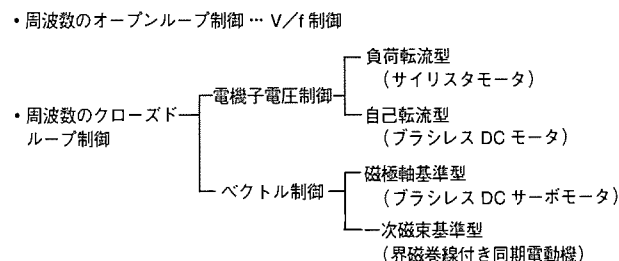 ・周波数のオープンループ制御 … V／f 制御
負荷転流型
（サイリスタモータ）
電機子電圧制御
自己転流型
（ブラシレス DC モータ）
・周波数のクローズド
ループ制御
磁極軸基準型
（ブラシレス DC サーボモータ）
ベクトル制御
一次磁束基準型
（界磁巻線付き同期電動機）